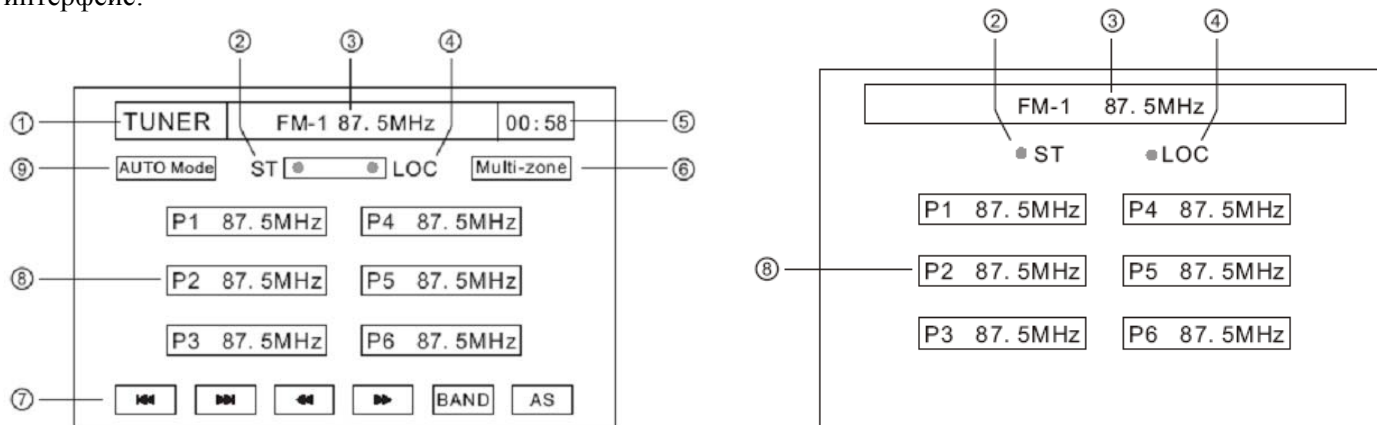 интерфейс.
② ③ ④
① TUNER FM-1 87.5MHz 00:58 ⑤
⑨ AUTO Mode ST LOC Multi-zone ⑥
P1 87.5MHz P4 87.5MHz
⑧ P2 87.5MHz P5 87.5MHz
P3 87.5MHz P6 87.5MHz
⑦ BAND AS
② ③ ④
FM-1 87.5MHz
ST LOC
P1 87.5MHz P4 87.5MHz
⑧ P2 87.5MHz P5 87.5MHz
P3 87.5MHz P6 87.5MHz